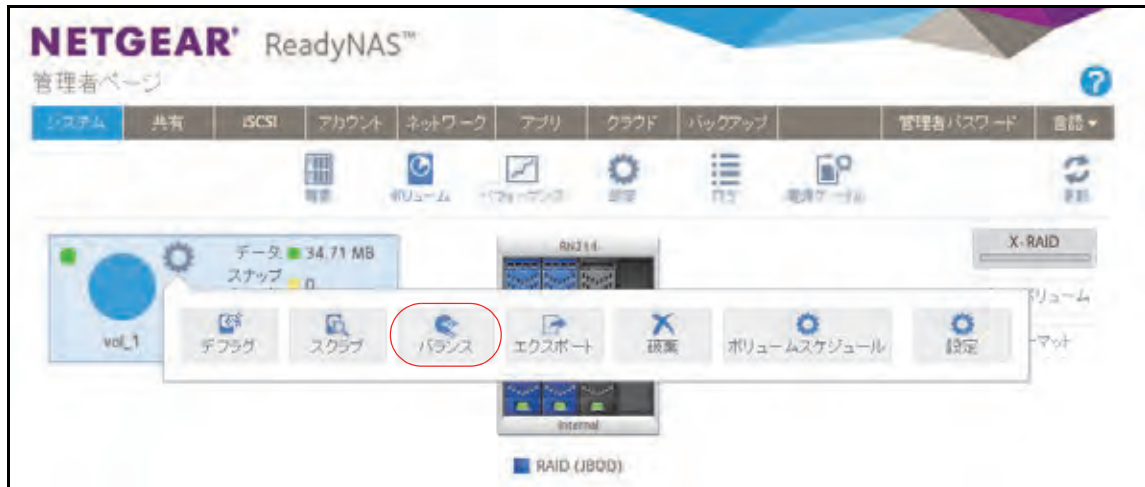 NETGEAR® ReadyNAS™
管理者ページ
システム 共有 iSCSI アカウント ネットワーク アプリ クラウド バックアップ 管理者パスワード 言語
概要 ボリューム パフォーマンス 設定 ログ 電源ケーブル 更新
データ 34.71 MB
スナップ
0
vol_1
RN314
X-RAID
リューム
ーマット
デフラグ スクラブ バランス エクスポート 破棄 ボリュームスケジュール 設定
Internal
RAID (JBOD)